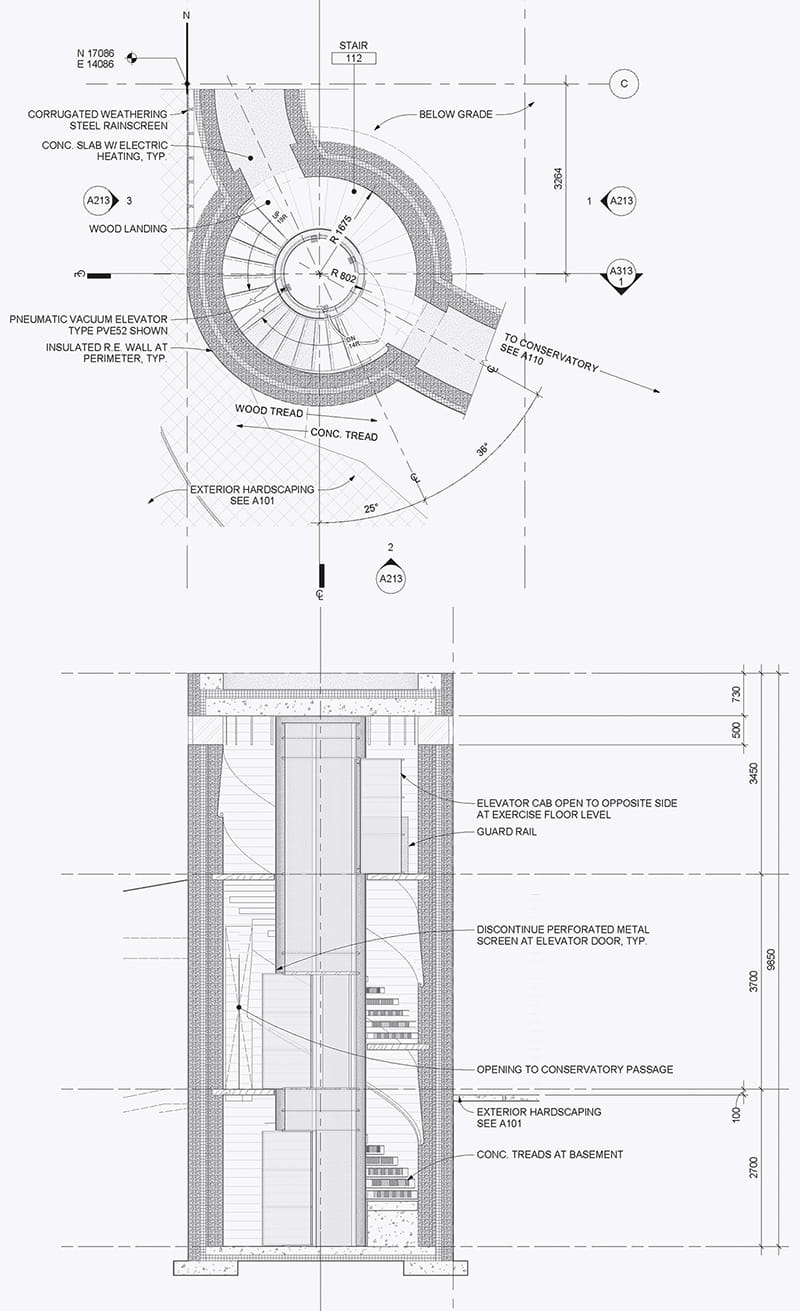 N
N 17086
E 14086
STAIR
112
C
CORRUGATED WEATHERING
STEEL RAINSCREEN
BELOW GRADE
CONC. SLAB W/ ELECTRIC
HEATING, TYP.
3264
A213
3
1
A213
UP
19R
R 1675
WOOD LANDING
R 802
A313
1
PNEUMATIC VACUUM ELEVATOR
TYPE PVE52 SHOWN
INSULATED R.E. WALL AT
PERIMETER, TYP.
DN
14R
TO CONSERVATORY
SEE A110
WOOD TREAD
CONC. TREAD
36°
EXTERIOR HARDSCAPING
SEE A101
25°
2
A213
730
500
3450
ELEVATOR CAB OPEN TO OPPOSITE SIDE
AT EXERCISE FLOOR LEVEL
GUARD RAIL
DISCONTINUE PERFORATED METAL
SCREEN AT ELEVATOR DOOR, TYP.
9850
3700
OPENING TO CONSERVATORY PASSAGE
EXTERIOR HARDSCAPING
SEE A101
100
CONC. TREADS AT BASEMENT
2700